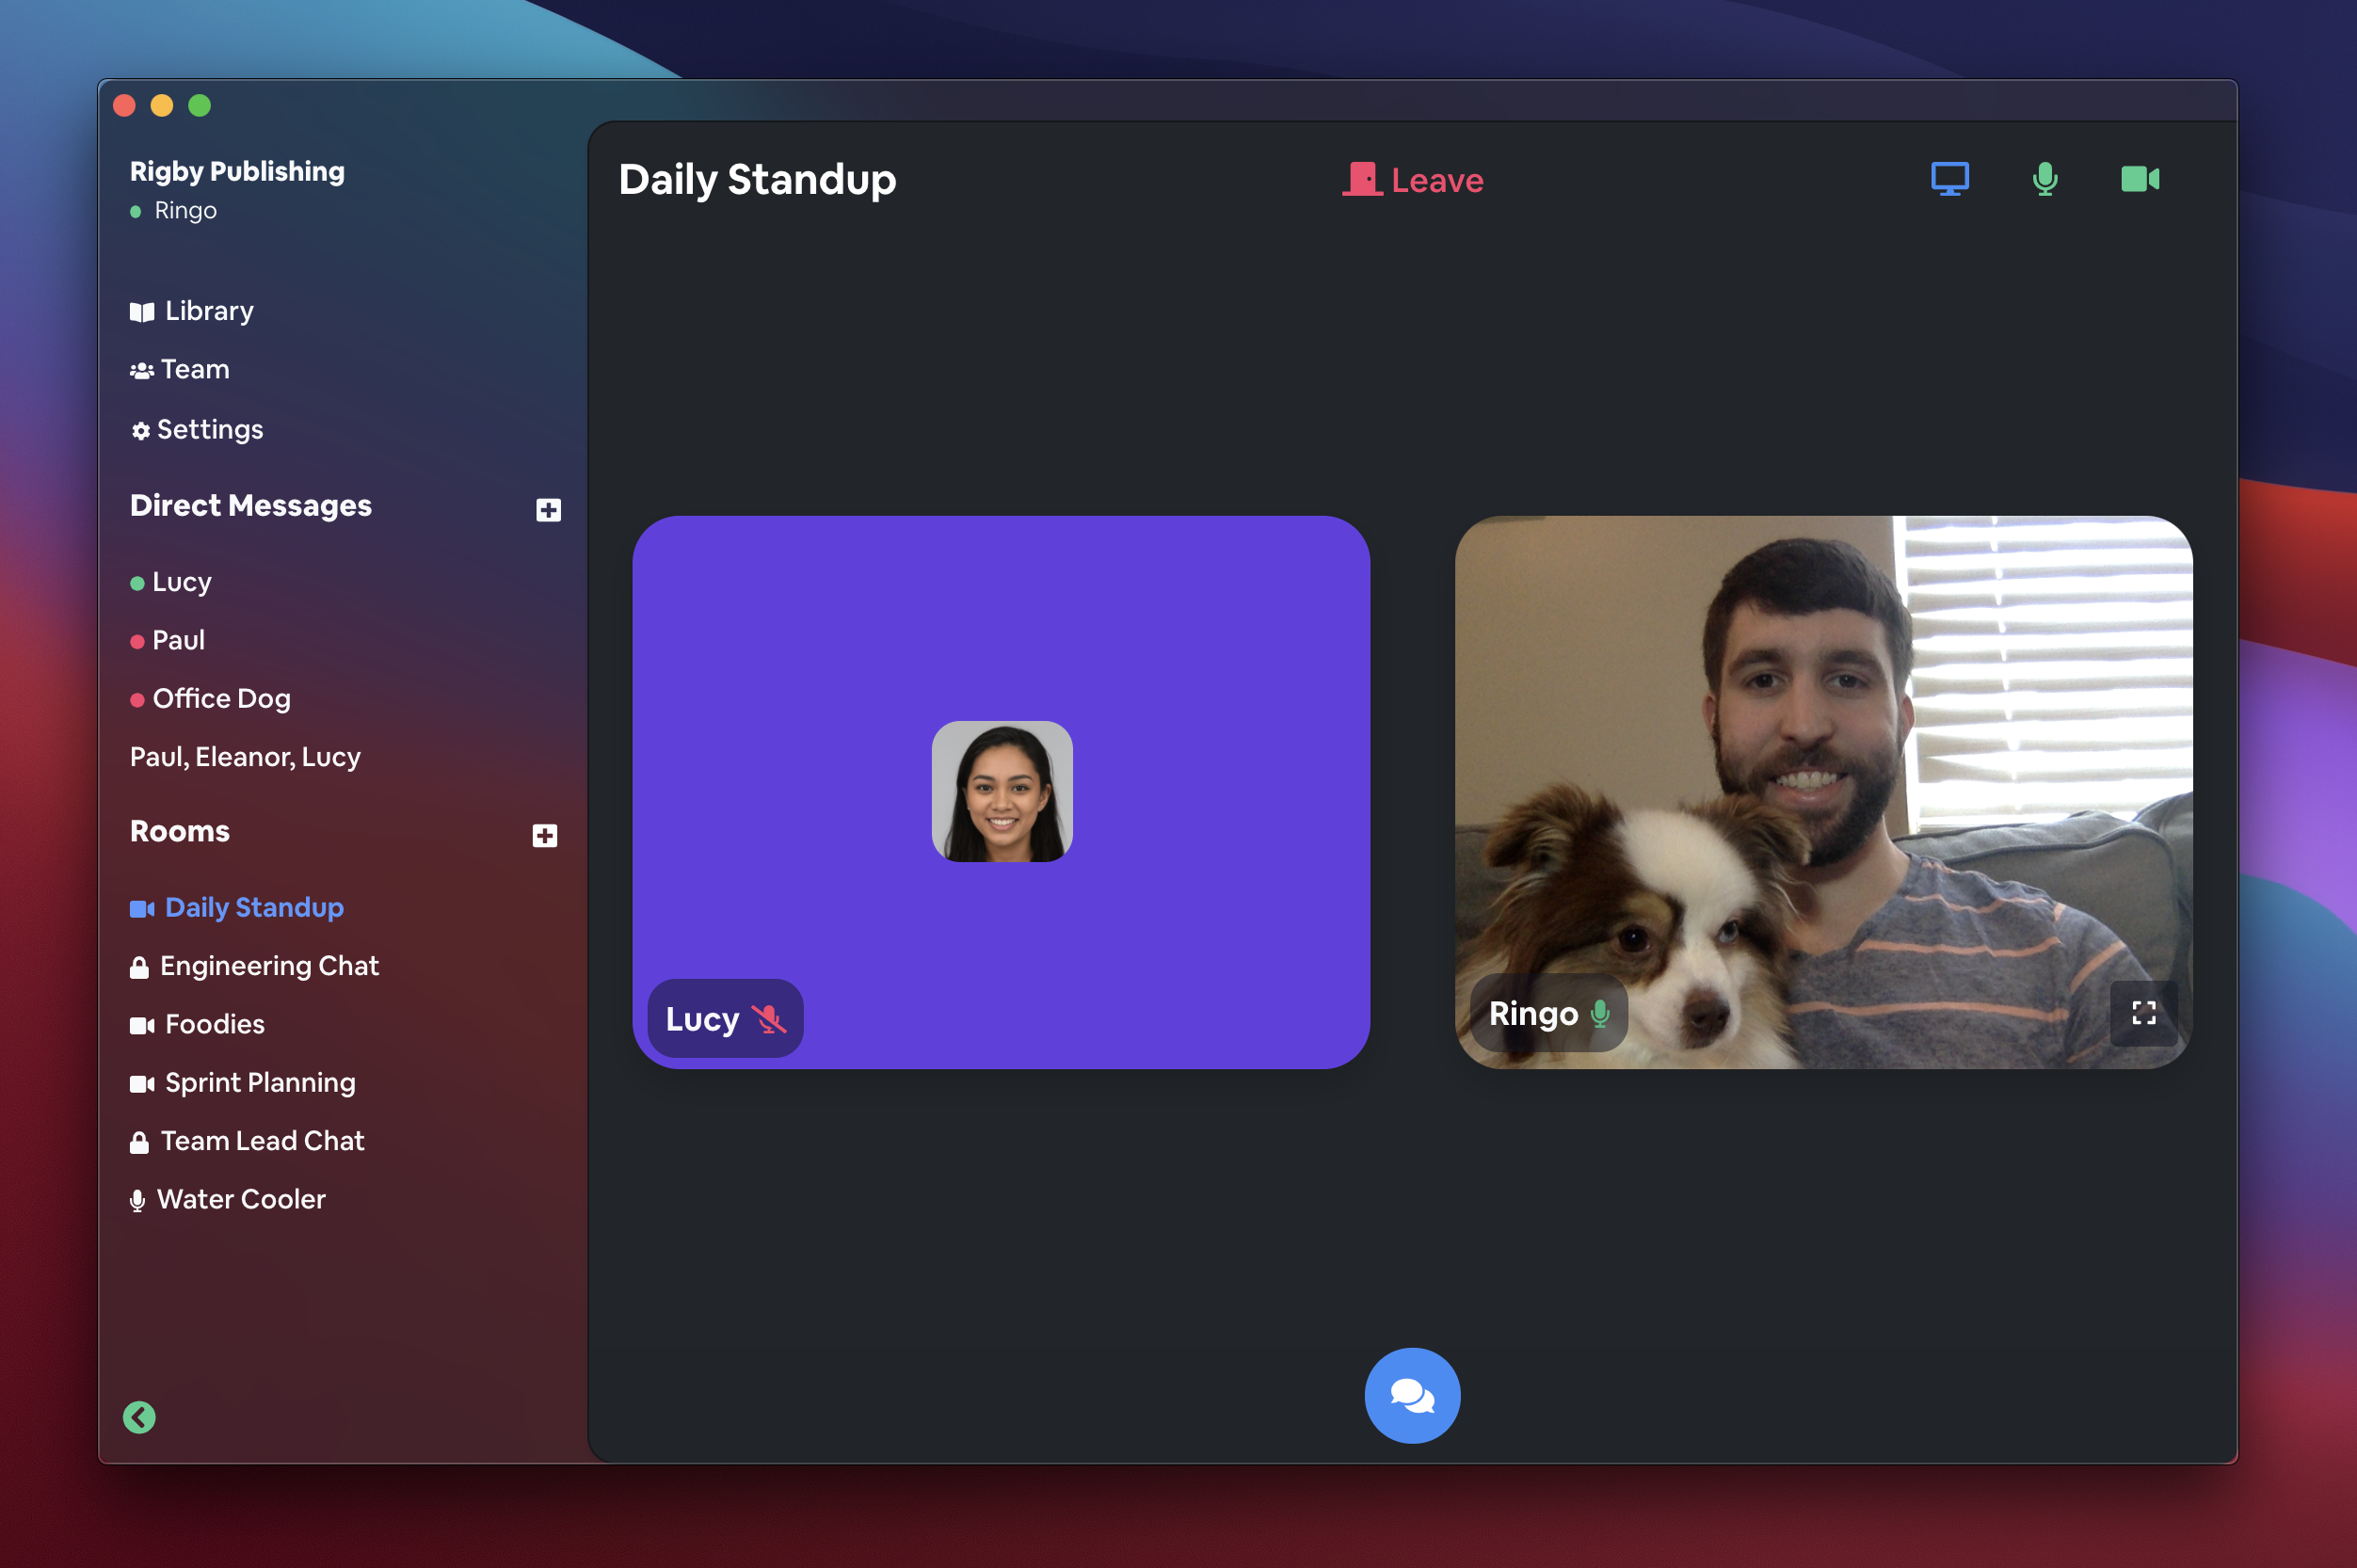 Rigby Publishing
Ringo
Library
Team
Settings
Direct Messages
Lucy
Paul
Office Dog
Paul, Eleanor, Lucy
Rooms
Daily Standup
Engineering Chat
Foodies
Sprint Planning
Team Lead Chat
Water Cooler
Daily Standup
Leave
Lucy
Ringo